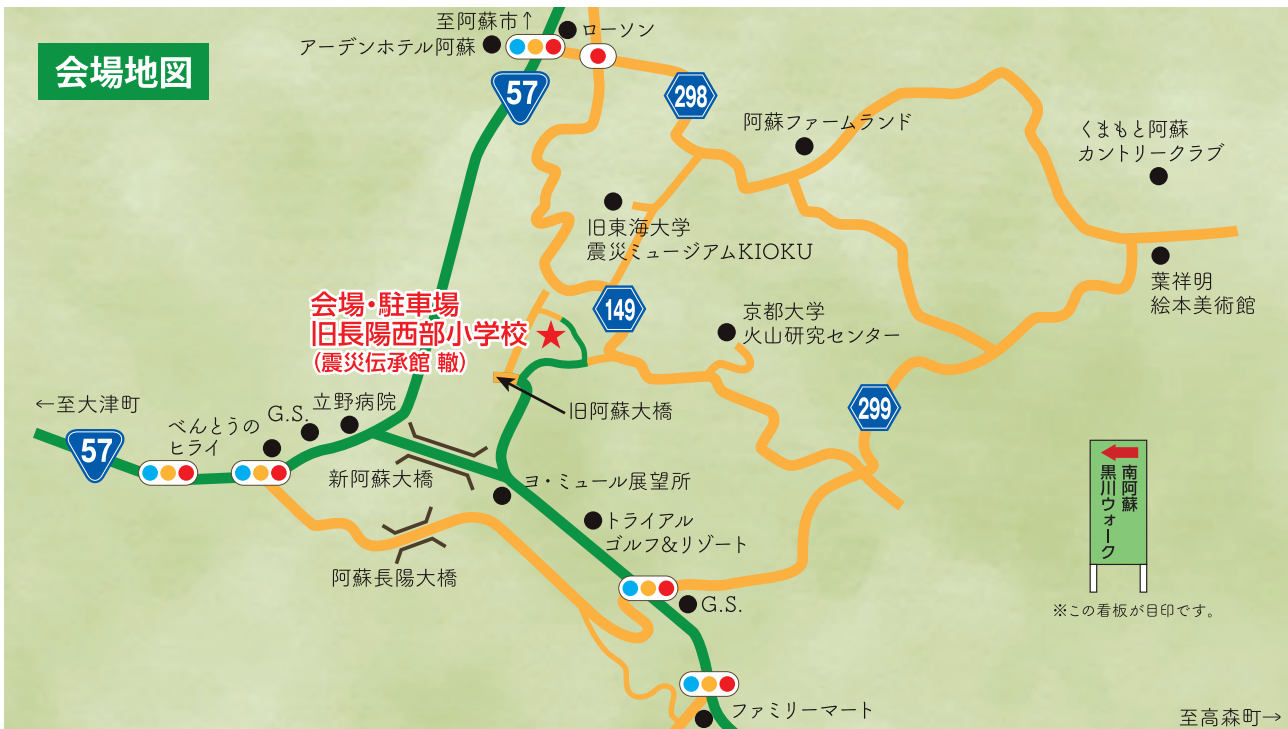 会場地図
至阿蘇市↑
アーデンホテル阿蘇
ローソン
57
298
阿蘇ファームランド
くまもと阿蘇
カントリークラブ
旧東海大学
震災ミュージアムKIOKU
葉祥明
絵本美術館
会場・駐車場
旧長陽西部小学校
(震災伝承館 轍)
149
京都大学
火山研究センター
299
旧阿蘇大橋
←至大津町
57
べんとうの
ヒライ
G.S.
立野病院
新阿蘇大橋
ヨ・ミュール展望所
トライアル
ゴルフ&リゾート
阿蘇長陽大橋
G.S.
南阿蘇
黒川ウォーク
※この看板が目印です。
ファミリーマート
至高森町→